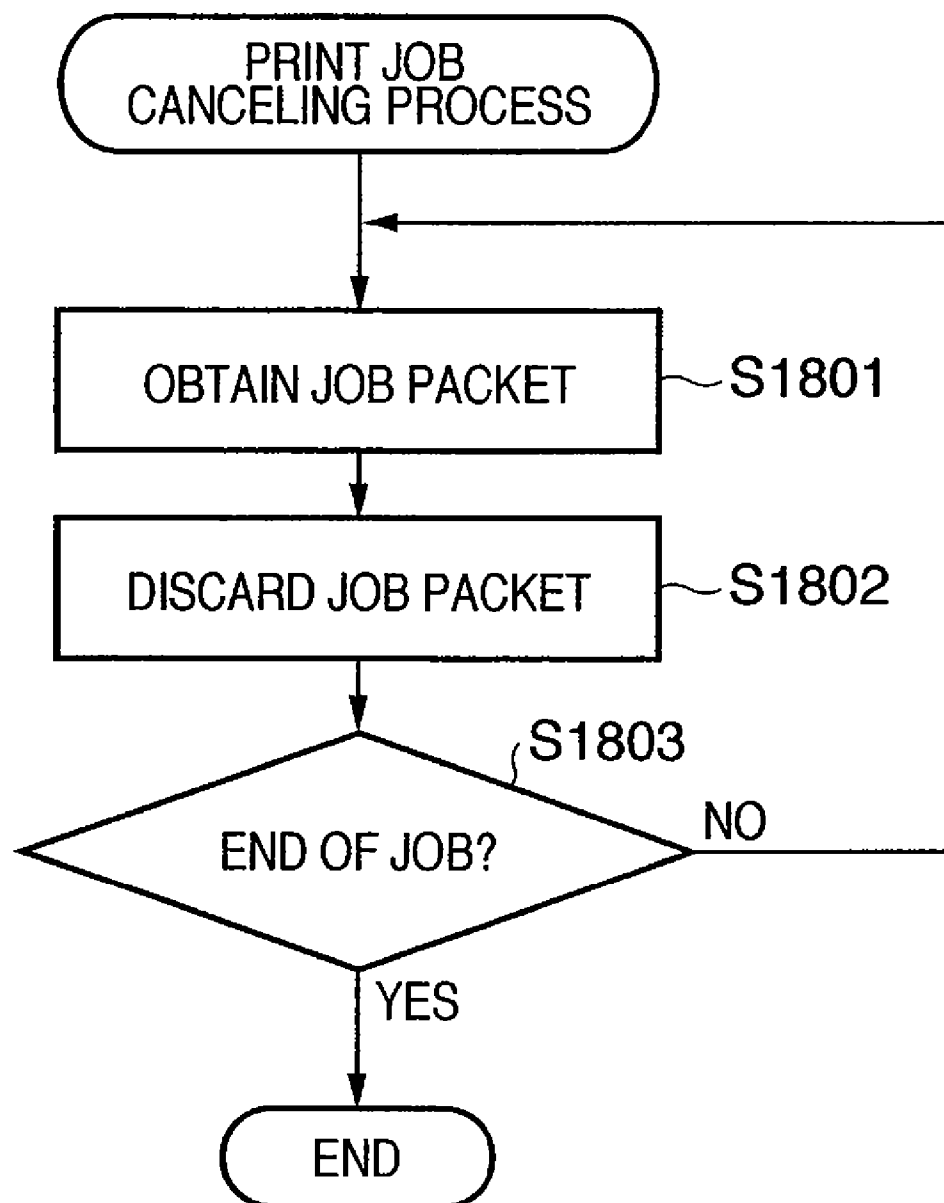 PRINT JOB
CANCELING PROCESS
OBTAIN JOB PACKET
S1801
DISCARD JOB PACKET
S1802
S1803
END OF JOB?
NO
YES
END